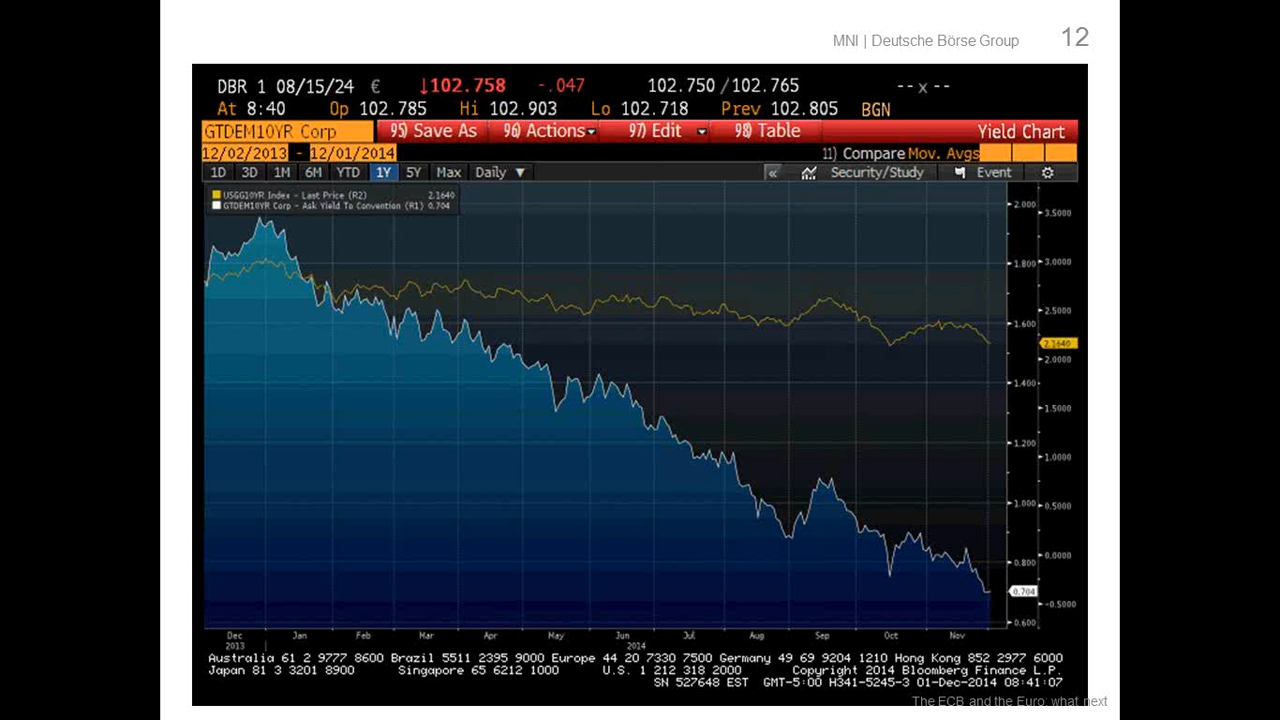 MNI | Deutsche Börse Group 12
DBR 1 08/15/24 € ↓102.758 -.047 102.750 /102.765 --x--
At 8:40 Op 102.785 Hi 102.903 Lo 102.718 Prev 102.805 BGN
GTDEM10YR Corp 95) Save As 96) Actions 97) Edit 98) Table Yield Chart
12/02/2013 - 12/01/2014 11) Compare Mov. Avgs
1D 3D 1M 6M YTD 1Y 5Y Max Daily ▼ « Security/Study Event
USGG10YR Index - Last Price (R2) 2.1640
GTDEM10YR Corp - Ask Yield To Convention (R1) 0.704
2.000
3.5000
1.800
3.0000
2.5000
1.600
2.1640
2.0000
1.400
1.5000
1.200
1.0000
1.000
0.5000
0.800
0.0000
0.704
-0.5000
0.600
Dec Jan Feb Mar Apr May Jun Jul Aug Sep Oct Nov
2013 2014
Australia 61 2 9777 8600 Brazil 5511 2395 9000 Europe 44 20 7330 7500 Germany 49 69 9204 1210 Hong Kong 852 2977 6000
Japan 81 3 3201 8900 Singapore 65 6212 1000 U.S. 1 212 318 2000 Copyright 2014 Bloomberg Finance L.P.
SN 527648 EST GMT-5:00 H341-5245-3 01-Dec-2014 08:41:07
The ECB and the Euro: what next